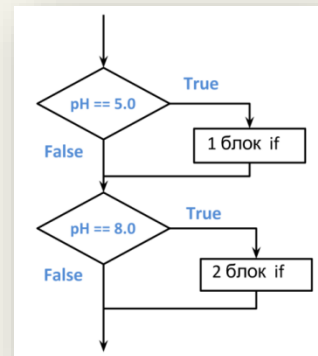 True
pH == 5.0
1 блок if
False
True
pH == 8.0
2 блок if
False